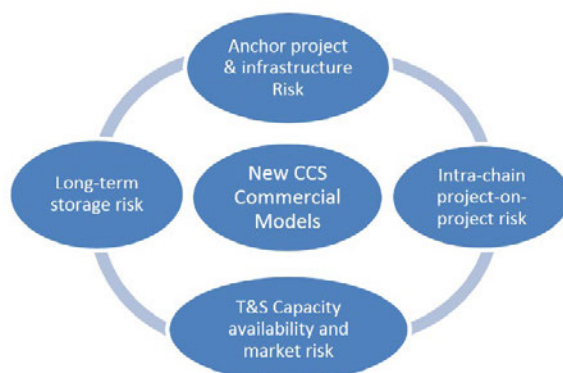 Anchor project
& infrastructure
Risk
Long-term
storage risk
New CCS
Commercial
Models
Intra-chain
project-on-
project risk
T&S Capacity
availability and
market risk